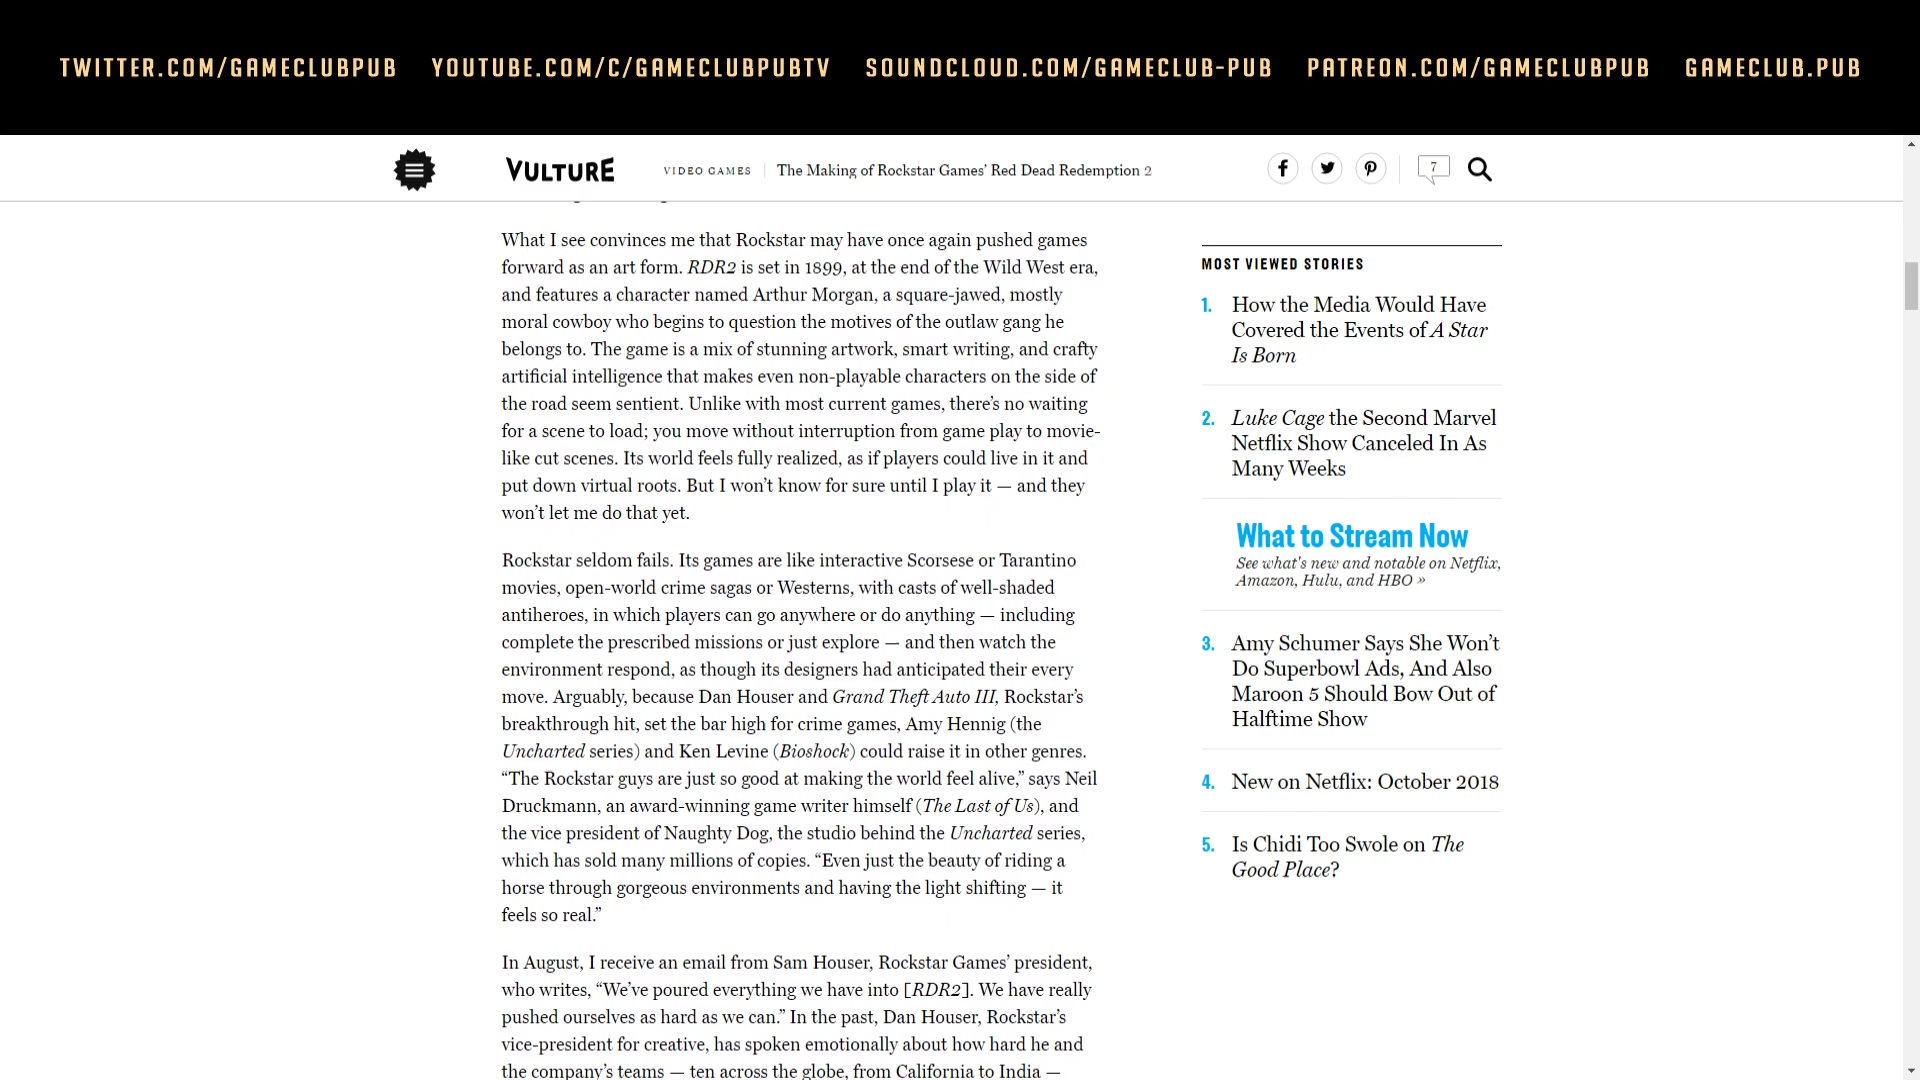 TWITTER.COM/GAMECLUBPUB YOUTUBE.COM/C/GAMECLUBPUBTV SOUNDCLOUD.COM/GAMECLUB-PUB PATREON.COM/GAMECLUBPUB GAMECLUB.PUB
VULTURE VIDEO GAMES The Making of Rockstar Games’ Red Dead Redemption 2 7
What I see convinces me that Rockstar may have once again pushed games
forward as an art form. RDR2 is set in 1899, at the end of the Wild West era,
and features a character named Arthur Morgan, a square-jawed, mostly
moral cowboy who begins to question the motives of the outlaw gang he
belongs to. The game is a mix of stunning artwork, smart writing, and crafty
artificial intelligence that makes even non-playable characters on the side of
the road seem sentient. Unlike with most current games, there’s no waiting
for a scene to load; you move without interruption from game play to movie-
like cut scenes. Its world feels fully realized, as if players could live in it and
put down virtual roots. But I won’t know for sure until I play it — and they
won’t let me do that yet.
Rockstar seldom fails. Its games are like interactive Scorsese or Tarantino
movies, open-world crime sagas or Westerns, with casts of well-shaded
antiheroes, in which players can go anywhere or do anything — including
complete the prescribed missions or just explore — and then watch the
environment respond, as though its designers had anticipated their every
move. Arguably, because Dan Houser and Grand Theft Auto III, Rockstar’s
breakthrough hit, set the bar high for crime games, Amy Hennig (the
Uncharted series) and Ken Levine (Bioshock) could raise it in other genres.
“The Rockstar guys are just so good at making the world feel alive,” says Neil
Druckmann, an award-winning game writer himself (The Last of Us), and
the vice president of Naughty Dog, the studio behind the Uncharted series,
which has sold many millions of copies. “Even just the beauty of riding a
horse through gorgeous environments and having the light shifting — it
feels so real.”
In August, I receive an email from Sam Houser, Rockstar Games’ president,
who writes, “We’ve poured everything we have into [RDR2]. We have really
pushed ourselves as hard as we can.” In the past, Dan Houser, Rockstar’s
vice-president for creative, has spoken emotionally about how hard he and
the company’s teams — ten across the globe, from California to India —
MOST VIEWED STORIES
1. How the Media Would Have
Covered the Events of A Star
Is Born
2. Luke Cage the Second Marvel
Netflix Show Canceled In As
Many Weeks
What to Stream Now
See what's new and notable on Netflix,
Amazon, Hulu, and HBO »
3. Amy Schumer Says She Won’t
Do Superbowl Ads, And Also
Maroon 5 Should Bow Out of
Halftime Show
4. New on Netflix: October 2018
5. Is Chidi Too Swole on The
Good Place?